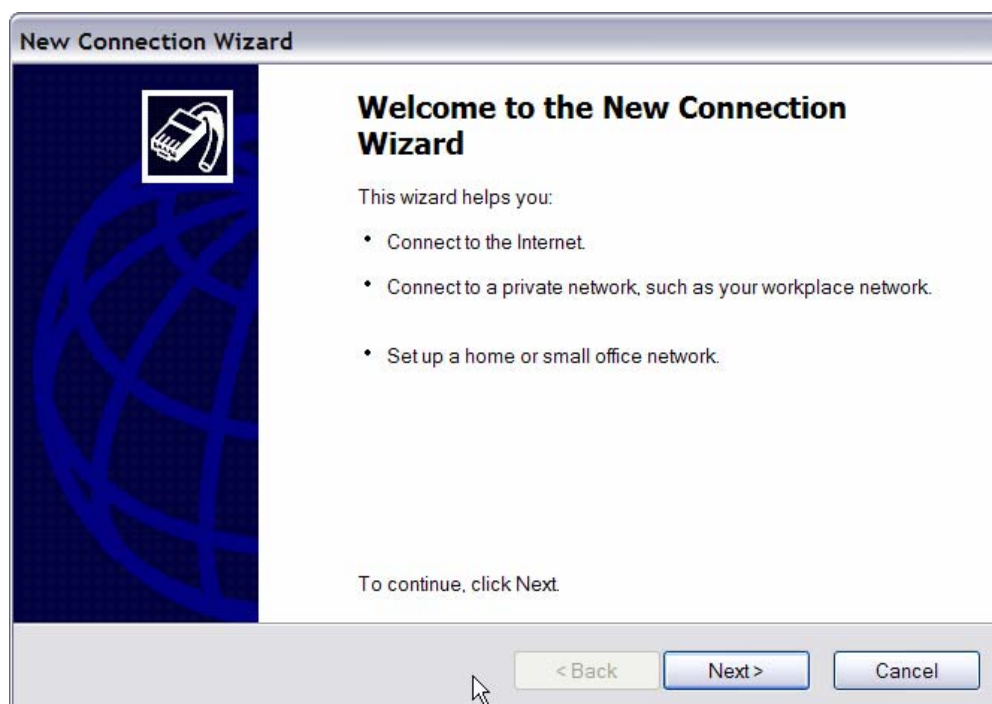 New Connection Wizard
Welcome to the New Connection
Wizard
This wizard helps you:
• Connect to the Internet.
• Connect to a private network, such as your workplace network.
• Set up a home or small office network.
To continue, click Next.
< Back Next > Cancel